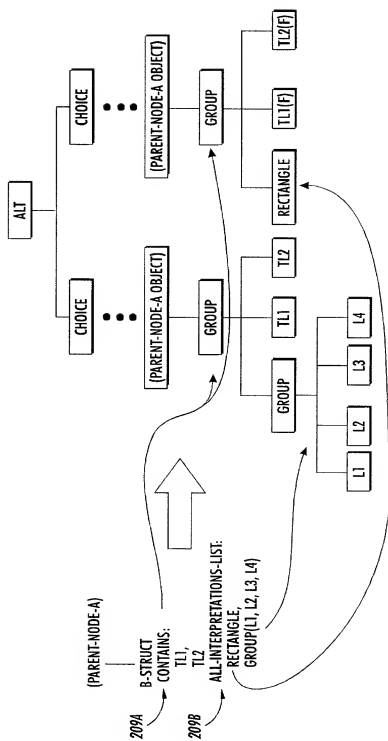 ALT
CHOICE
CHOICE
(PARENT-NODE-A)
(PARENT-NODE-A OBJECT)
(PARENT-NODE-A OBJECT)
209A
B-STRUCT
CONTAINS:
TL1,
TL2
GROUP
GROUP
209B
ALL-INTERPRETATIONS-LIST:
RECTANGLE,
GROUP(L1, L2, L3, L4)
GROUP
TL1
TL2
RECTANGLE
TL1(F)
TL2(F)
L1
L2
L3
L4